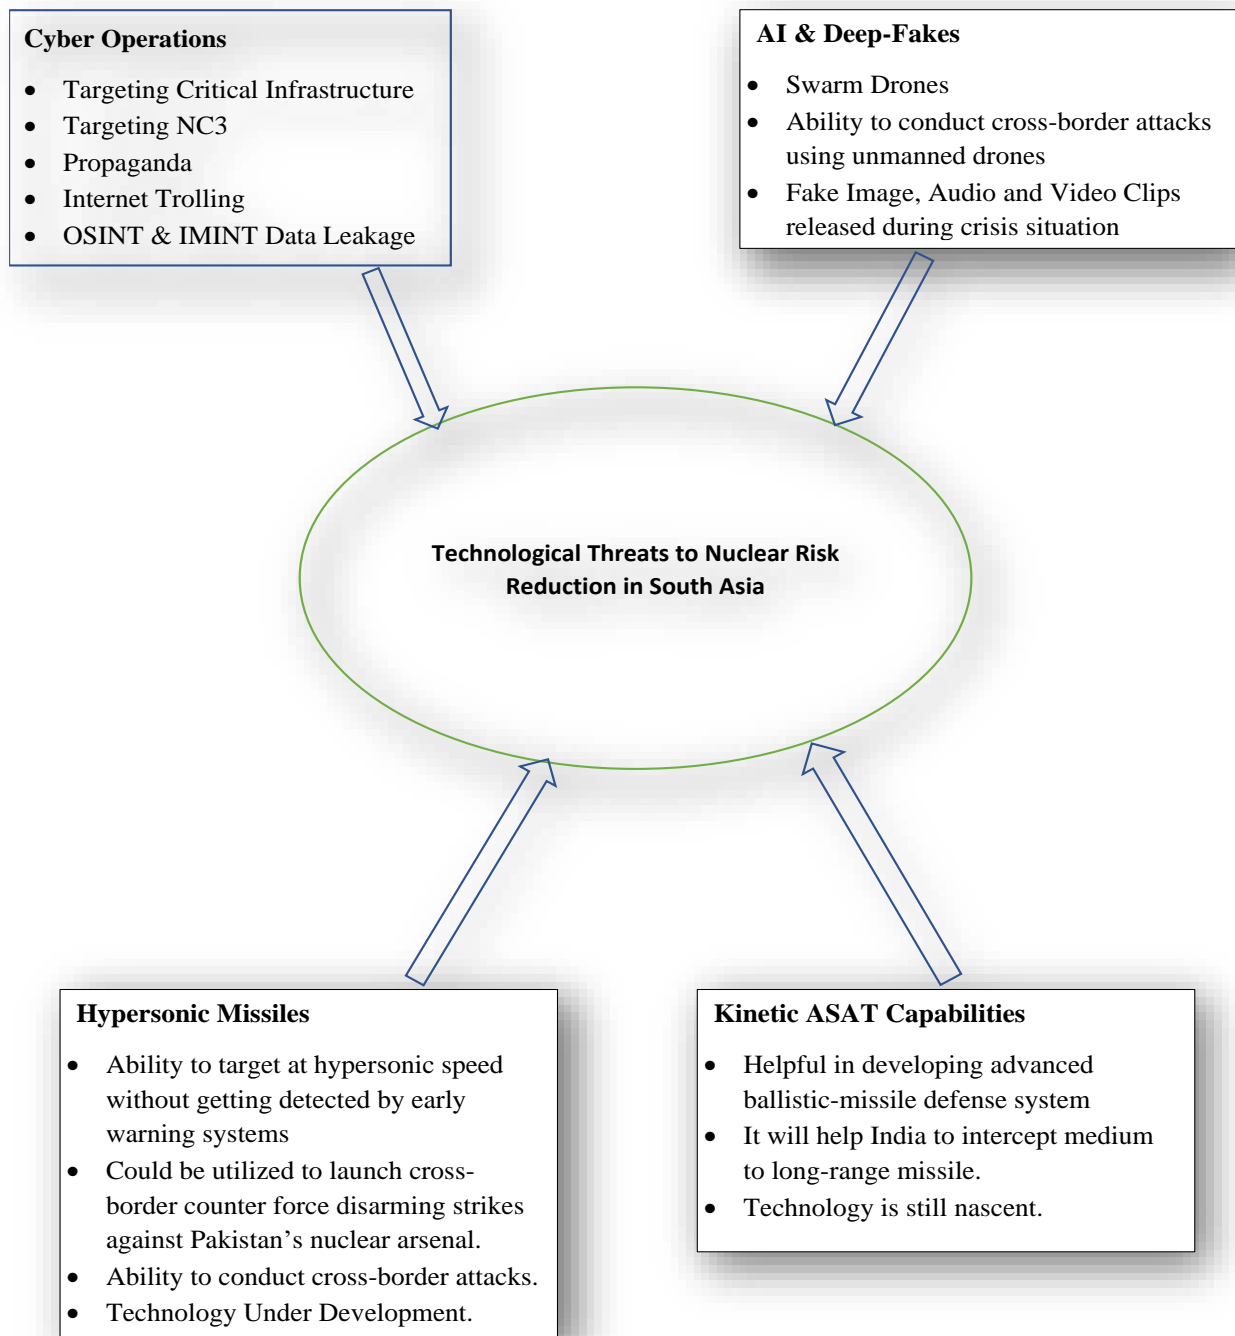 Cyber Operations
• Targeting Critical Infrastructure
• Targeting NC3
• Propaganda
• Internet Trolling
• OSINT & IMINT Data Leakage
AI & Deep-Fakes
• Swarm Drones
• Ability to conduct cross-border attacks
using unmanned drones
• Fake Image, Audio and Video Clips
released during crisis situation
Technological Threats to Nuclear Risk
Reduction in South Asia
Hypersonic Missiles
• Ability to target at hypersonic speed
without getting detected by early
warning systems
• Could be utilized to launch cross-
border counter force disarming strikes
against Pakistan’s nuclear arsenal.
• Ability to conduct cross-border attacks.
• Technology Under Development.
Kinetic ASAT Capabilities
• Helpful in developing advanced
ballistic-missile defense system
• It will help India to intercept medium
to long-range missile.
• Technology is still nascent.